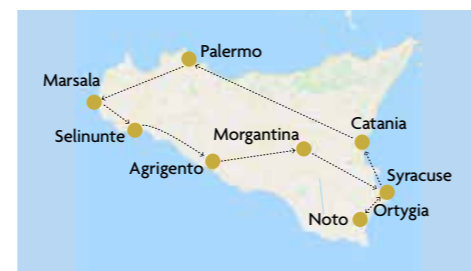 Palermo
Marsala
Catania
Selinunte
Morgantina
Agrigento
Syracuse
Ortygia
Noto